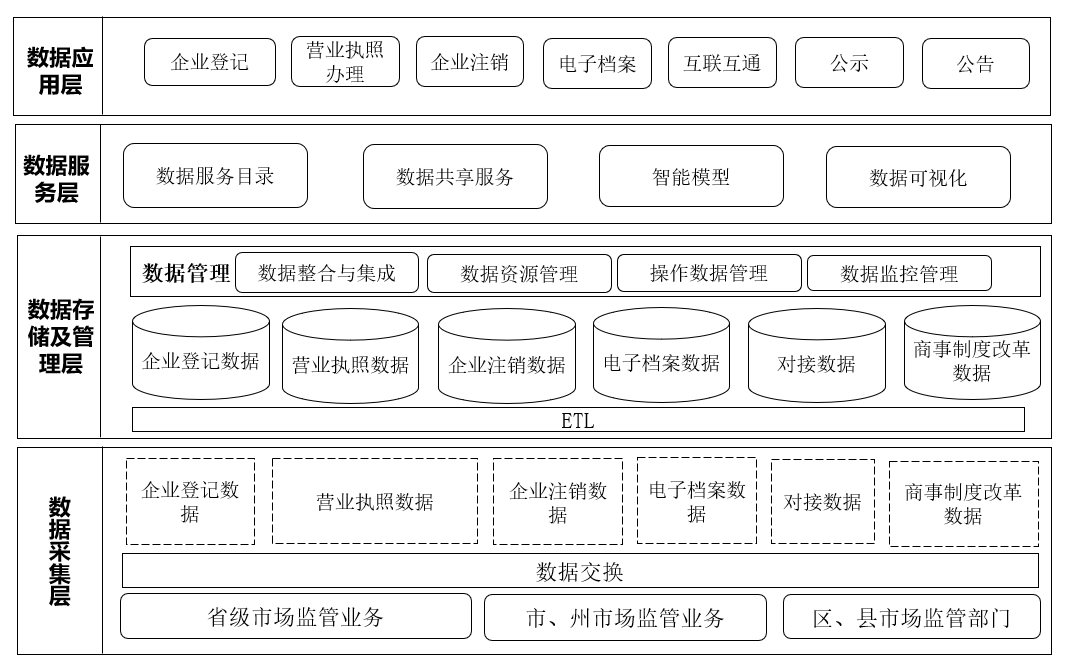 数据应
用层
企业登记
营业执照
办理
企业注销
电子档案
互联互通
公示
公告
数据服
务层
数据服务目录
数据共享服务
智能模型
数据可视化
数据存
储及管
理层
数据管理
数据整合与集成
数据资源管理
操作数据管理
数据监控管理
企业登记数据
营业执照数据
企业注销数据
电子档案数据
对接数据
商事制度改革
数据
ETL
数据采集层
企业登记数
据
营业执照数据
企业注销数
据
电子档案数
据
对接数据
商事制度改革
数据
数据交换
省级市场监管业务
市、州市场监管业务
区、县市场监管部门